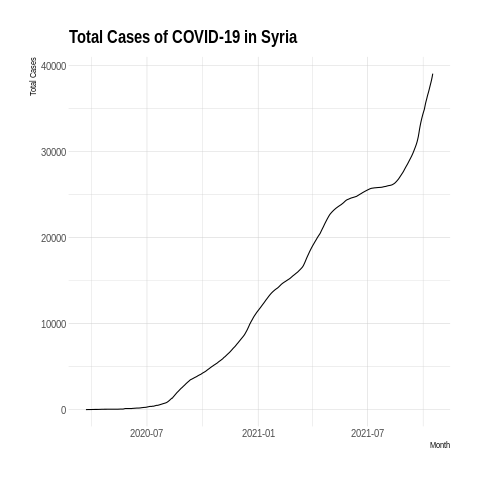 Total Cases of COVID-19 in Syria
Total Cases
40000
30000
20000
10000
0
2020-07 2021-01 2021-07
Month